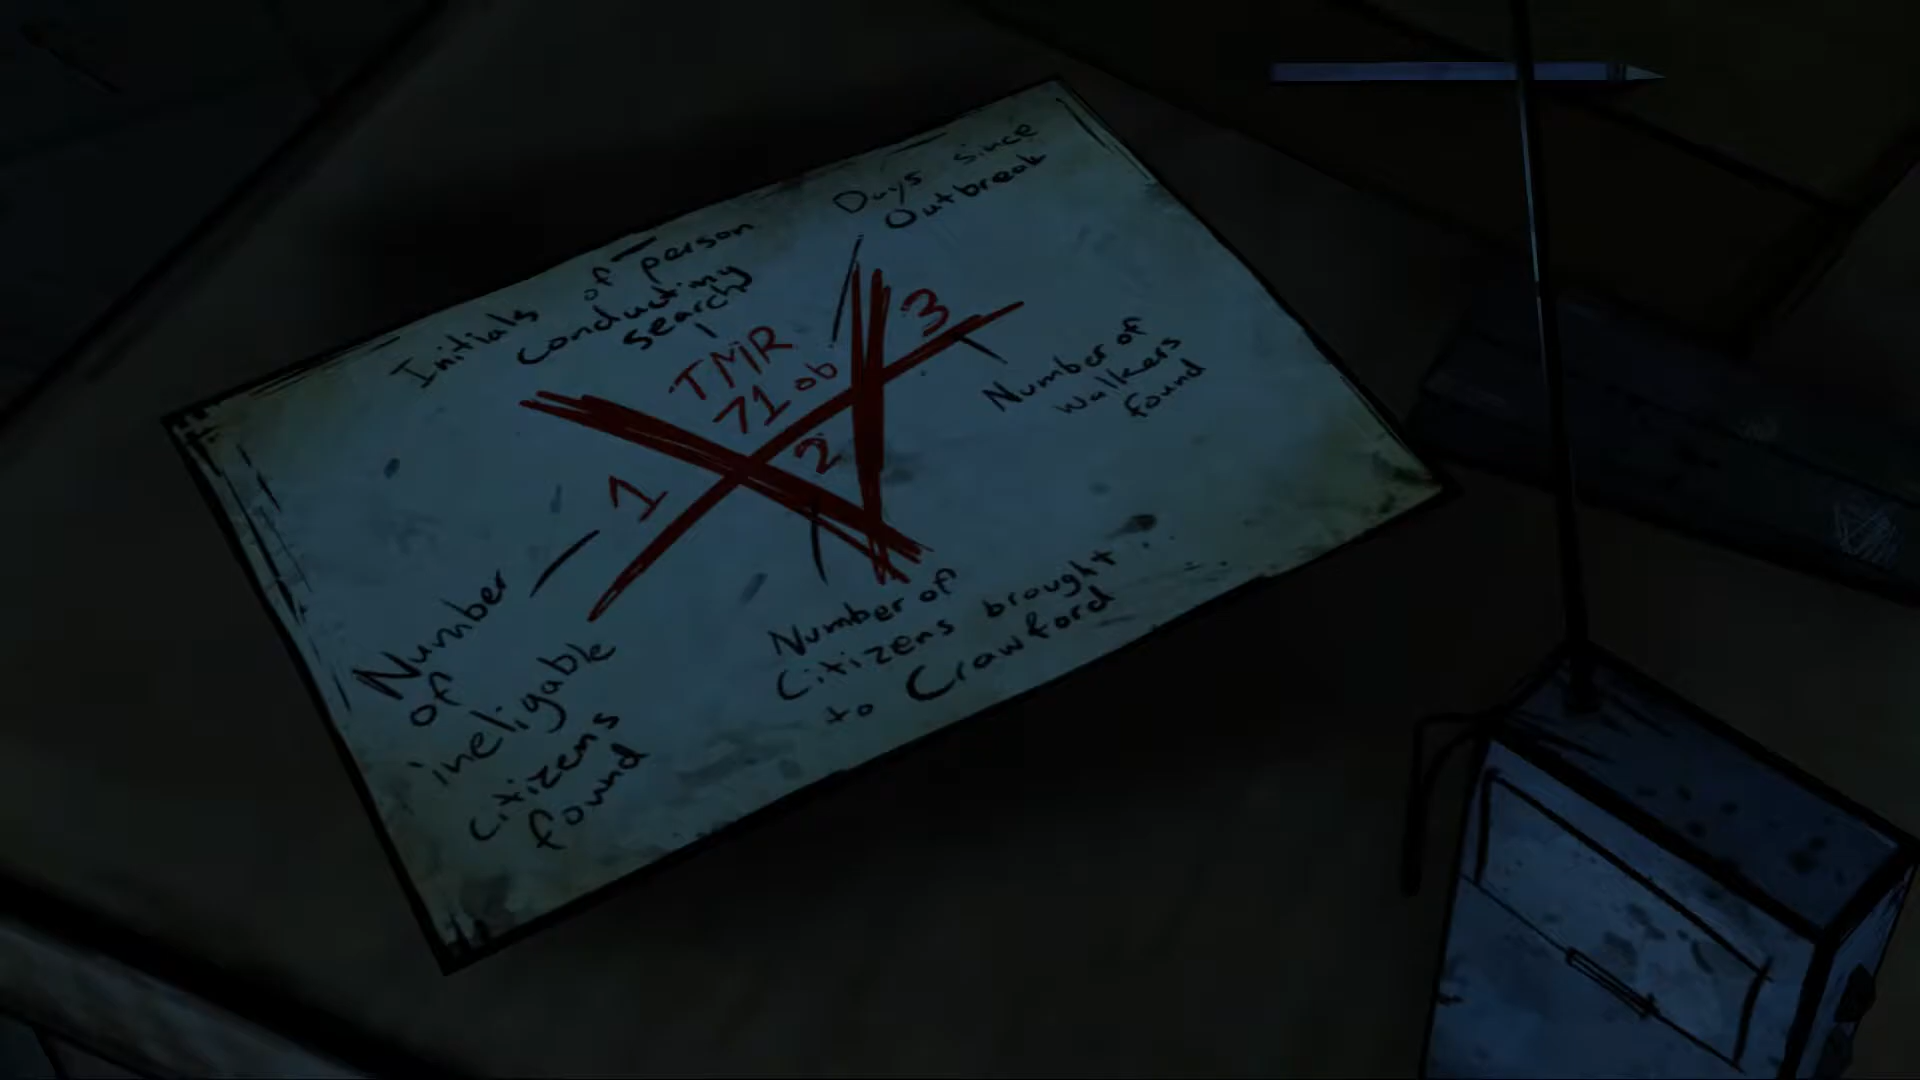 Days since
Outbreak
Initials of person
conducting
search
TMR
71 ob
3
2
1
Number of
walkers
found
Number
of
ineligable
citizens
found
Number of
Citizens brought
to Crawford